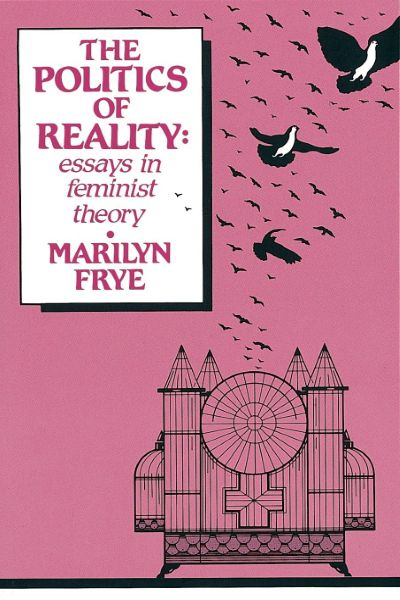 THE
POLITICS
OF
REALITY:
essays in
feminist
theory
•
MARILYN
FRYE